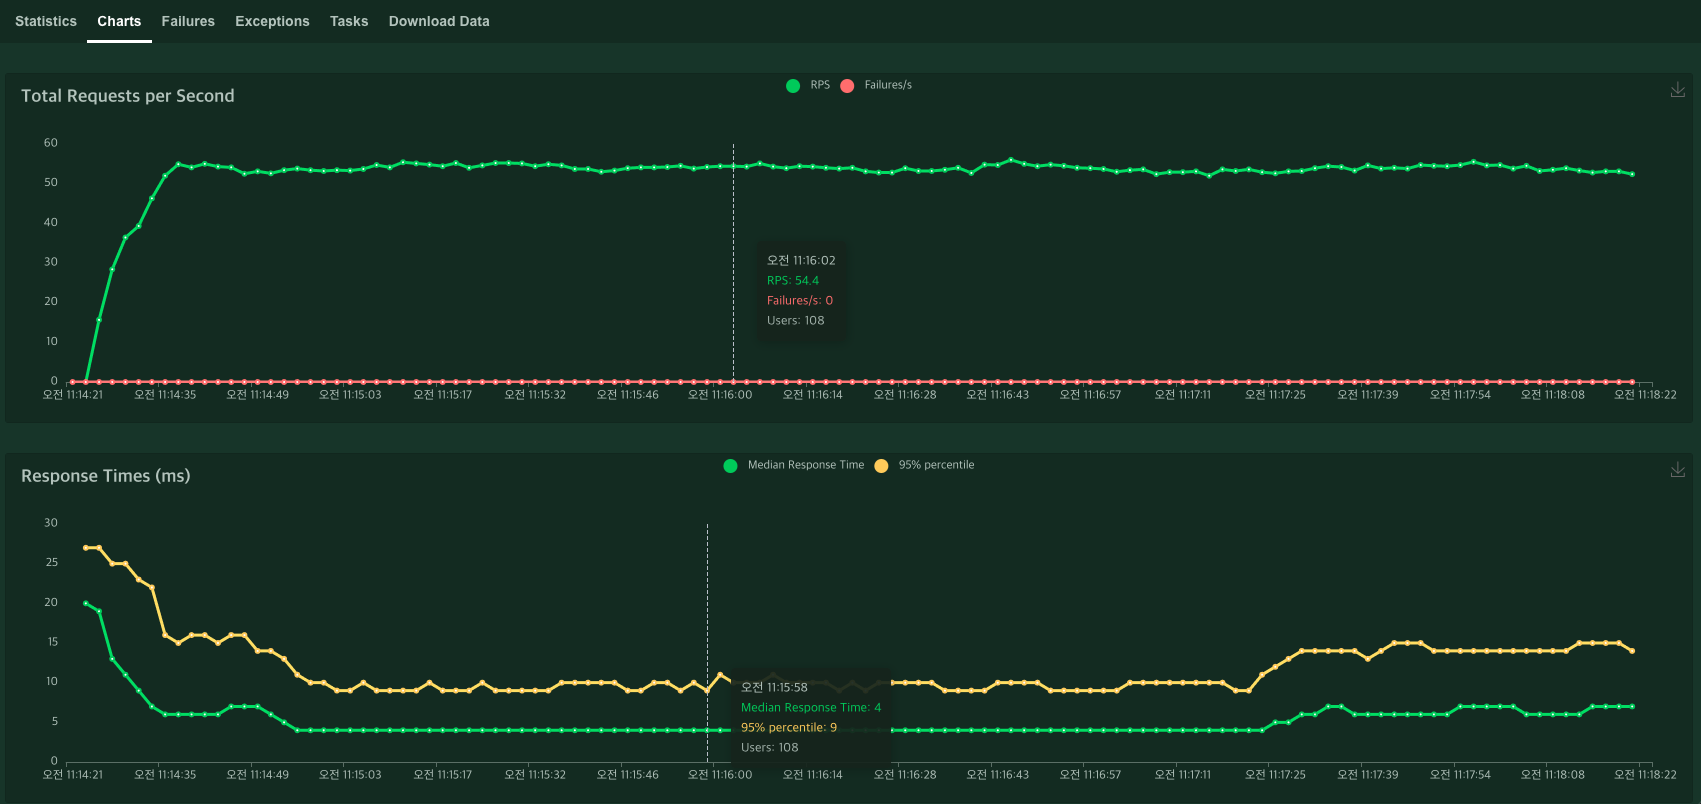 Statistics Charts Failures Exceptions Tasks Download Data
Total Requests per Second
RPS Failures/s
60
50
40
30
20
10
0
오전 11:16:02
RPS: 54.4
Failures/s: 0
Users: 108
오전 11:14:21 오전 11:14:35 오전 11:14:49 오전 11:15:03 오전 11:15:17 오전 11:15:32 오전 11:15:46 오전 11:16:00 오전 11:16:14 오전 11:16:28 오전 11:16:43 오전 11:16:57 오전 11:17:11 오전 11:17:25 오전 11:17:39 오전 11:17:54 오전 11:18:08 오전 11:18:22
Response Times (ms)
Median Response Time 95% percentile
30
25
20
15
10
5
0
오전 11:15:58
Median Response Time: 4
95% percentile: 9
Users: 108
오전 11:14:21 오전 11:14:35 오전 11:14:49 오전 11:15:03 오전 11:15:17 오전 11:15:32 오전 11:15:46 오전 11:16:00 오전 11:16:14 오전 11:16:28 오전 11:16:43 오전 11:16:57 오전 11:17:11 오전 11:17:25 오전 11:17:39 오전 11:17:54 오전 11:18:08 오전 11:18:22